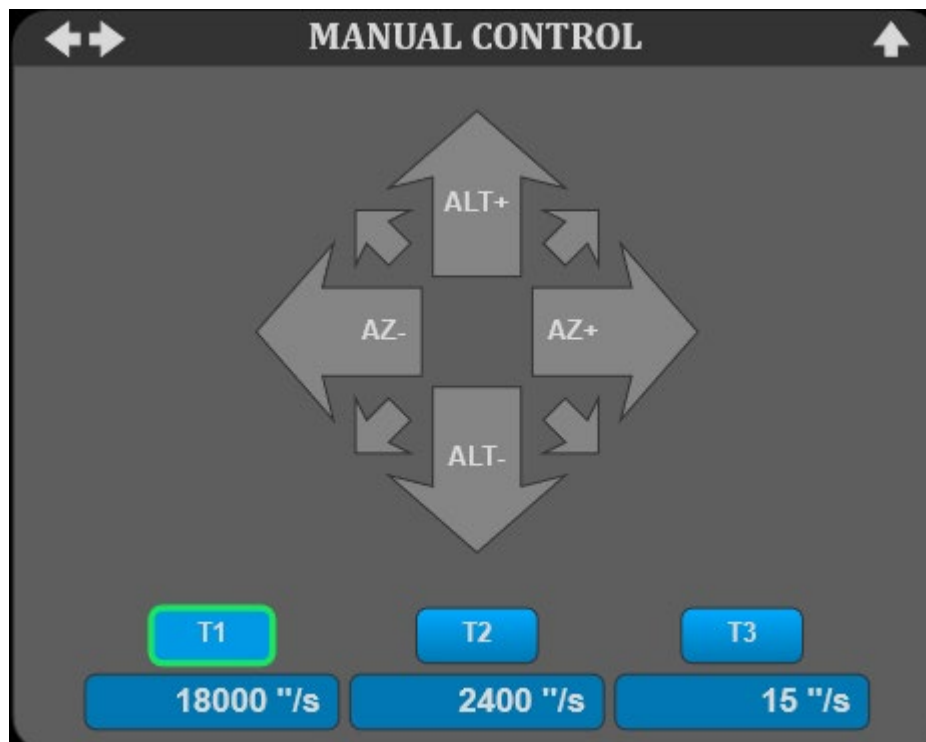 MANUAL CONTROL
ALT+
AZ- AZ+
ALT-
T1 T2 T3
18000 "/s 2400 "/s 15 "/s